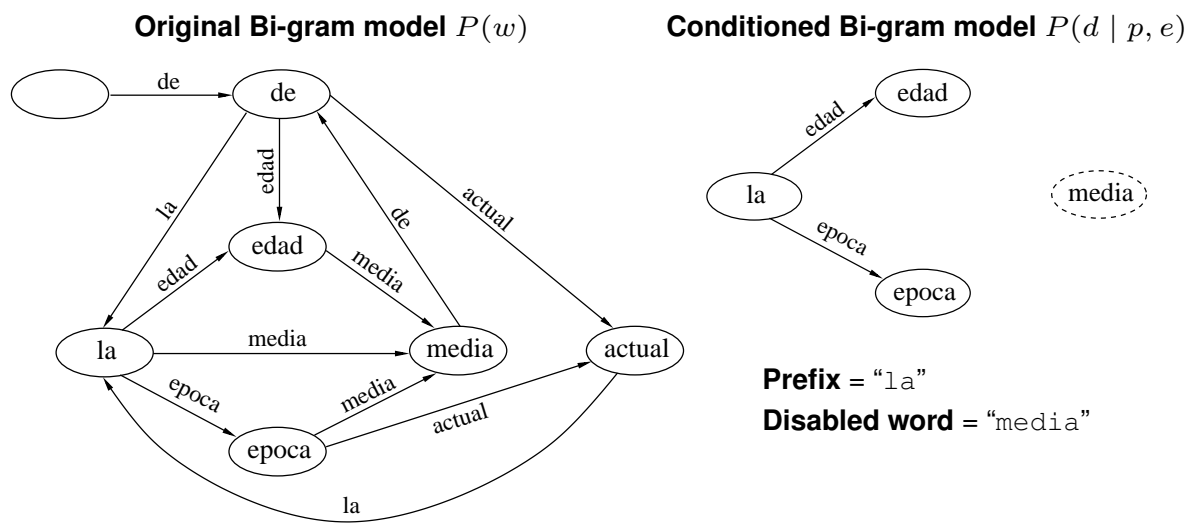 Original Bi-gram model P(w)
Conditioned Bi-gram model P(d | p, e)
de
de
la
edad
actual
de
edad
edad
media
la
media
media
actual
epoca
media
actual
epoca
la
edad
edad
la
media
epoca
epoca
Prefix = “la”
Disabled word = “media”